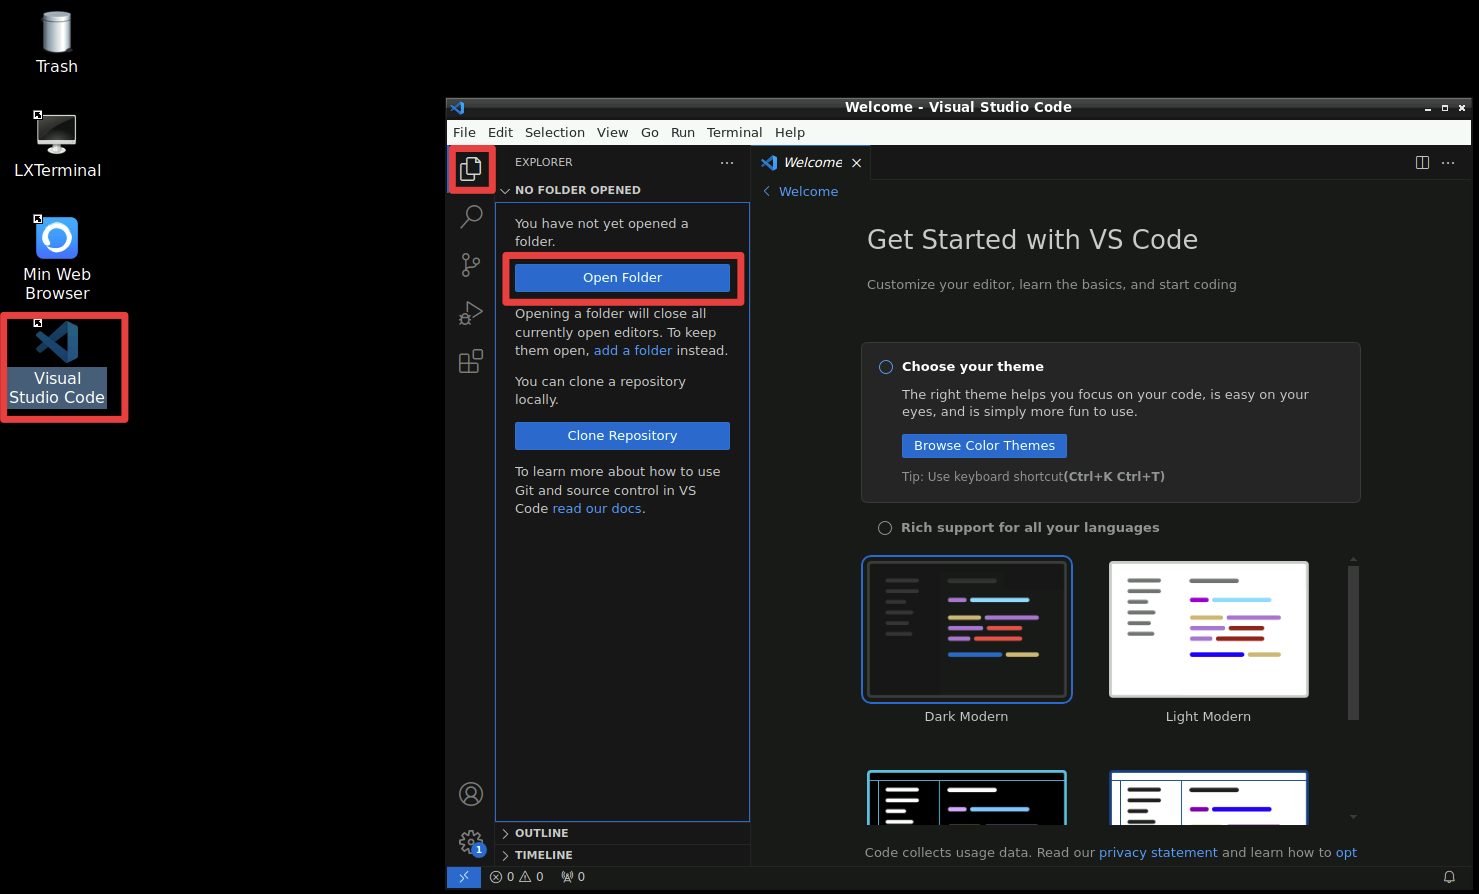 Trash
LXTerminal
Min Web
Browser
Visual
Studio Code
Welcome - Visual Studio Code
File Edit Selection View Go Run Terminal Help
EXPLORER
NO FOLDER OPENED
You have not yet opened a
folder.
Open Folder
Opening a folder will close all
currently open editors. To keep
them open, add a folder instead.
You can clone a repository
locally.
Clone Repository
To learn more about how to use
Git and source control in VS
Code read our docs.
OUTLINE
TIMELINE
1
0 0 0
Welcome
Welcome
Get Started with VS Code
Customize your editor, learn the basics, and start coding
Choose your theme
The right theme helps you focus on your code, is easy on your
eyes, and is simply more fun to use.
Browse Color Themes
Tip: Use keyboard shortcut(Ctrl+K Ctrl+T)
Rich support for all your languages
Dark Modern
Light Modern
Code collects usage data. Read our privacy statement and learn how to opt